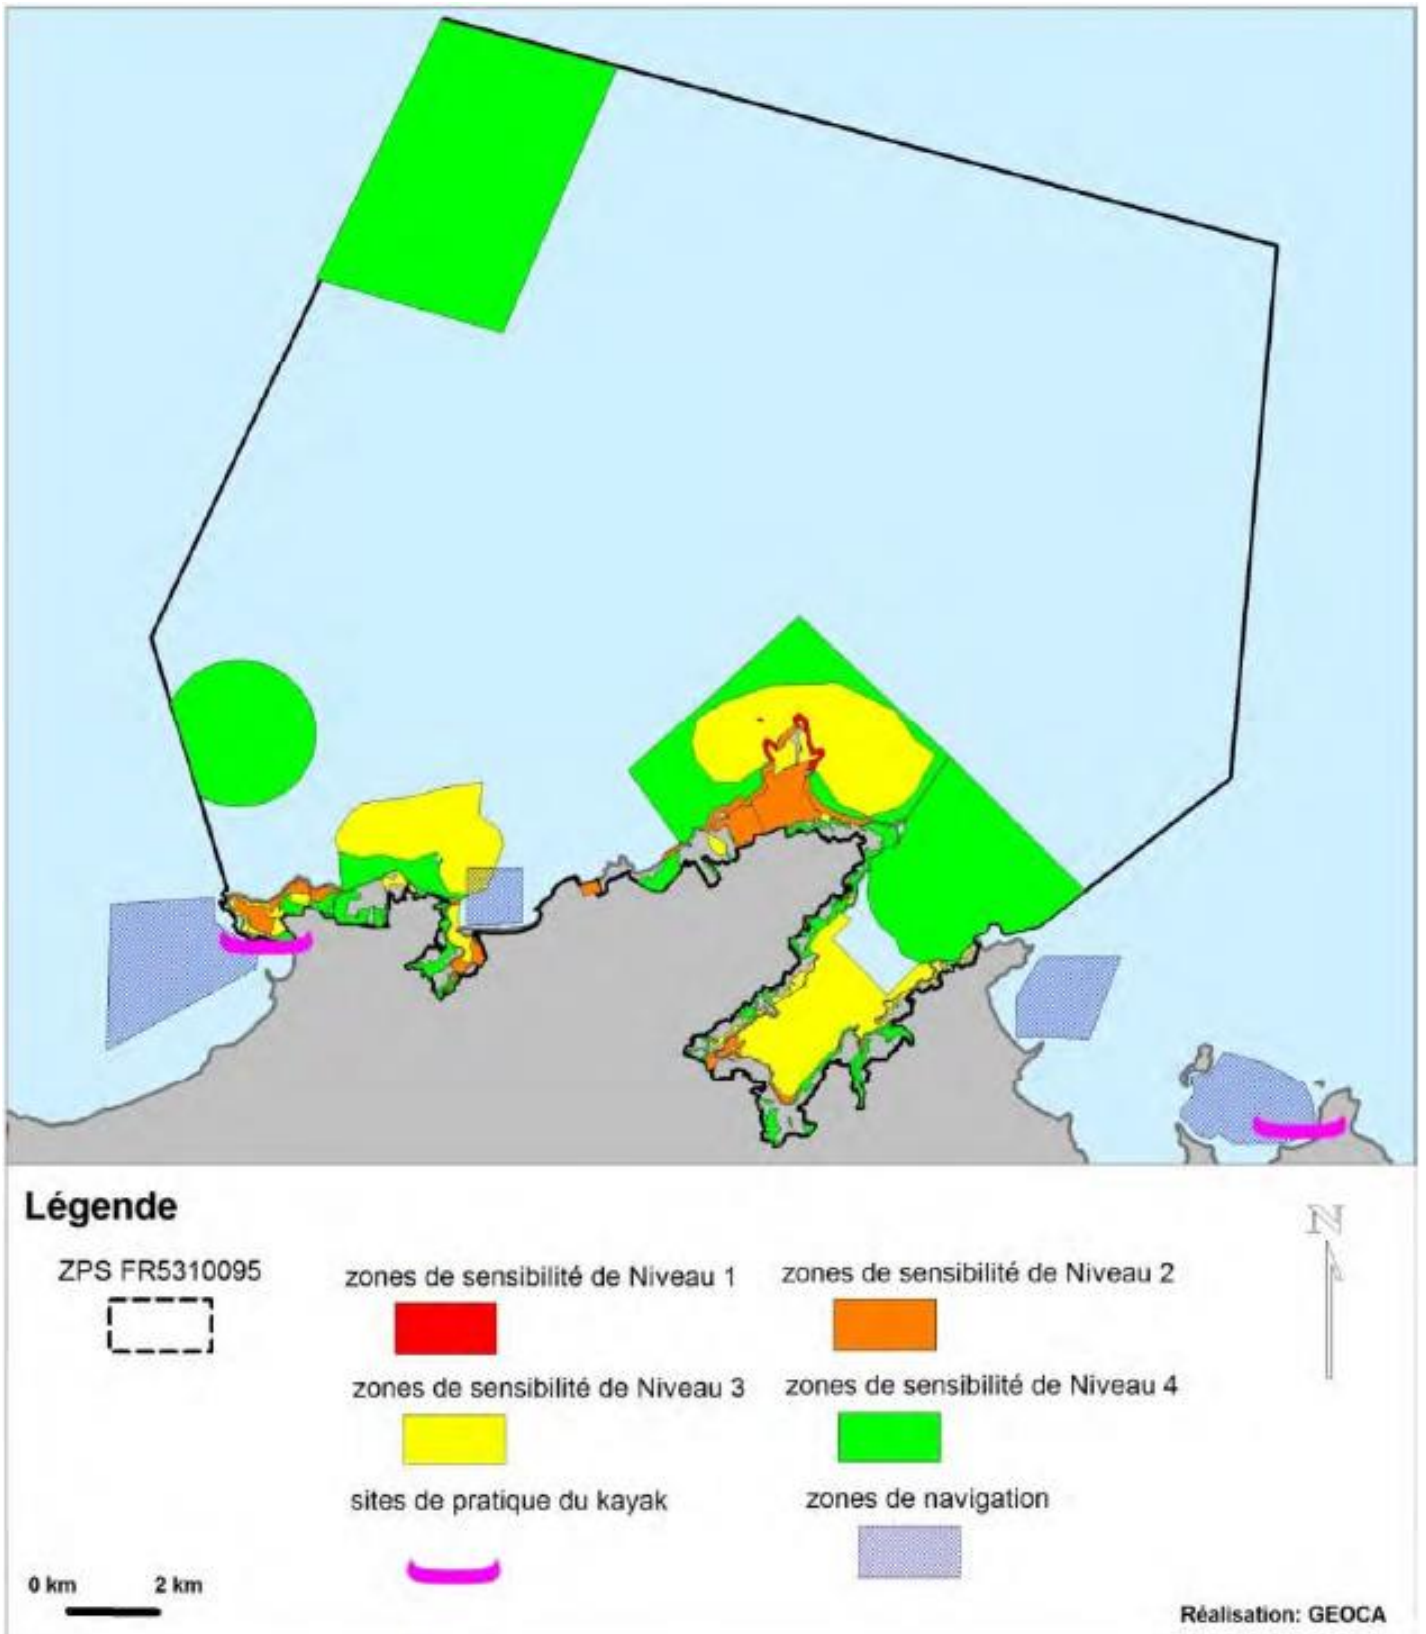 Légende
N
ZPS FR5310095
zones de sensibilité de Niveau 1
zones de sensibilité de Niveau 2
zones de sensibilité de Niveau 3
zones de sensibilité de Niveau 4
sites de pratique du kayak
zones de navigation
0 km 2 km
Réalisation: GEOCA